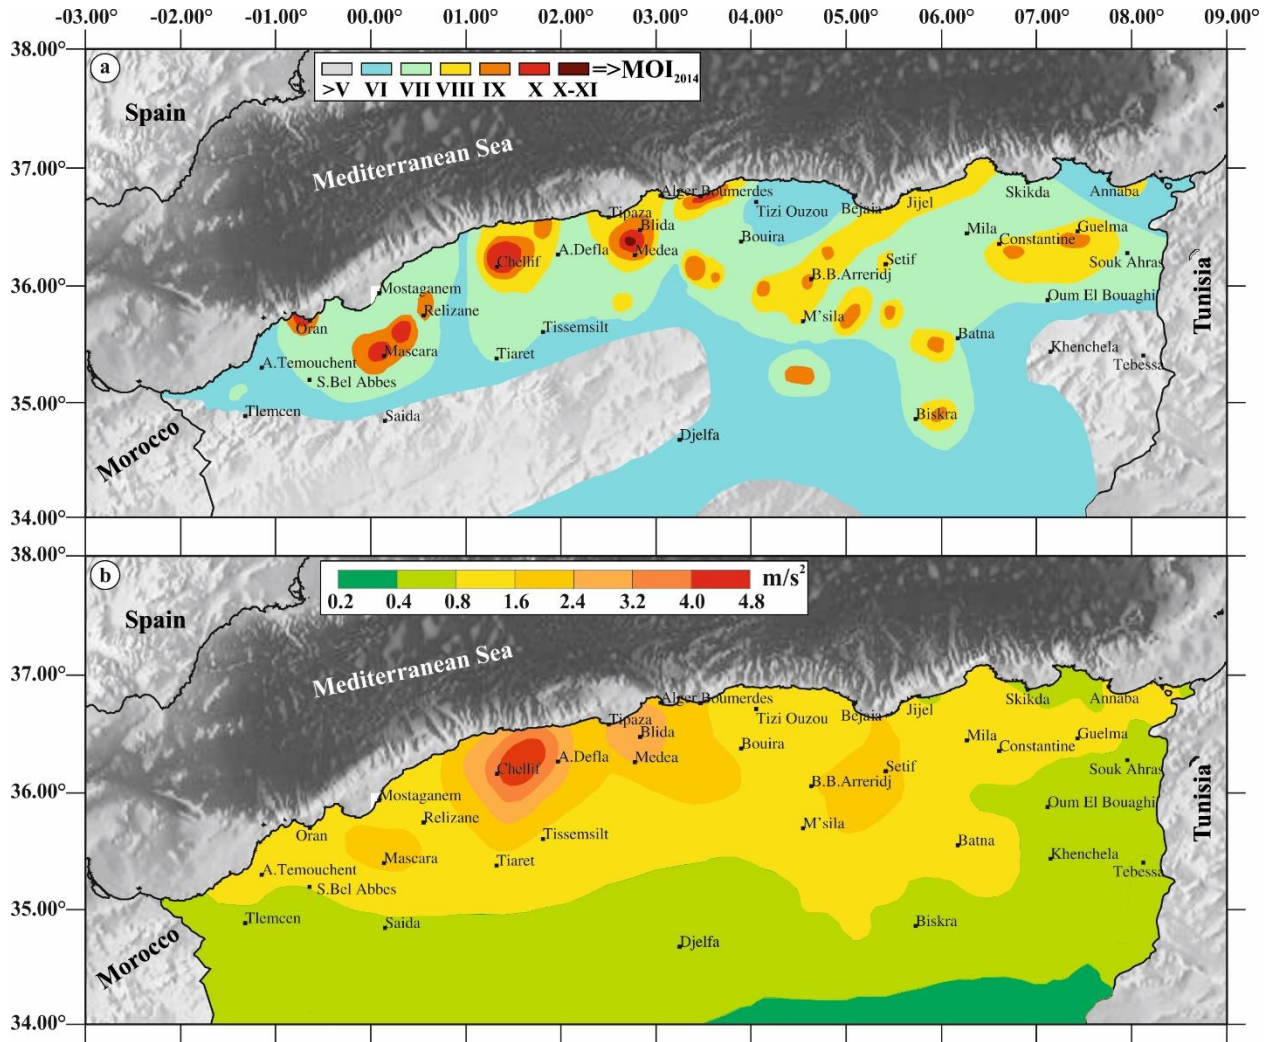 -03.00° -02.00° -01.00° 00.00° 01.00° 02.00° 03.00° 04.00° 05.00° 06.00° 07.00° 08.00° 09.00°
38.00°
a
=>MOI2014
>V VI VII VIII IX X X-XI
Spain
Mediterranean Sea
37.00°
Alger Boumerdes
Skikda
Annaba
Tipaza
Tizi Ouzou
Bejaia
Jijel
Blida
Mila
Guelma
Bouira
Constantine
A.Defla
Medea
Chellif
Setif
Souk Ahras
B.B.Arreridj
36.00°
Mostaganem
Oum El Bouaghi
Relizane
M'sila
Oran
Tissemsilt
Batna
Tunisia
Mascara
Tiaret
Khenchela
A.Temouchent
Tebessa
S.Bel Abbes
35.00°
Tlemcen
Saida
Biskra
Djelfa
Morocco
34.00°
38.00°
b
m/s2
0.2 0.4 0.8 1.6 2.4 3.2 4.0 4.8
Spain
Mediterranean Sea
37.00°
Alger Boumerdes
Skikda
Annaba
Tipaza
Tizi Ouzou
Bejaia
Jijel
Blida
Mila
Guelma
Bouira
Constantine
A.Defla
Medea
Chellif
Setif
Souk Ahras
B.B.Arreridj
36.00°
Mostaganem
Oum El Bouaghi
Relizane
M'sila
Oran
Tissemsilt
Batna
Tunisia
Mascara
Tiaret
Khenchela
A.Temouchent
Tebessa
S.Bel Abbes
35.00°
Tlemcen
Saida
Biskra
Djelfa
Morocco
34.00°